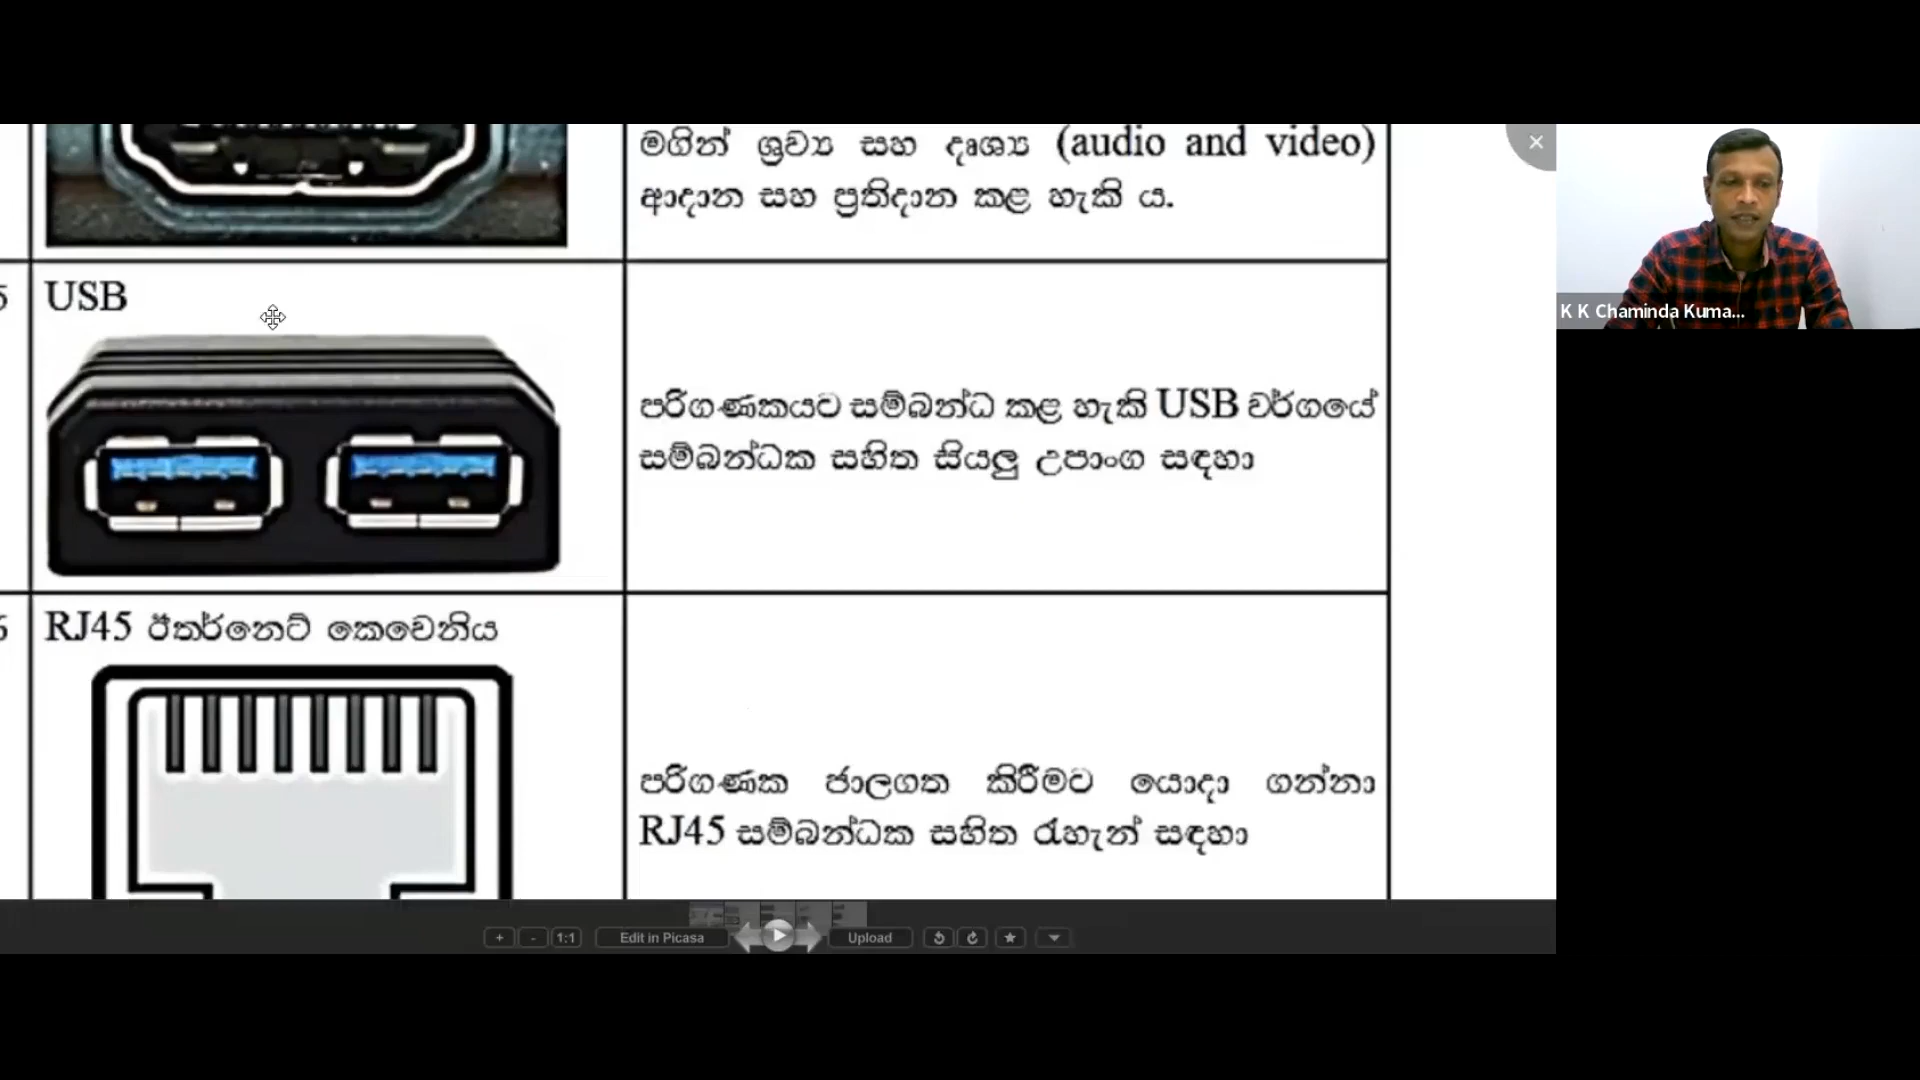 මගින් ශ්‍රව්‍ය සහ දෘශ්‍ය (audio and video)
ආදාන සහ ප්‍රතිදාන කළ හැකි ය.
5
USB
පරිගණකයට සම්බන්ධ කළ හැකි USB වර්ගයේ
සම්බන්ධක සහිත සියලු උපාංග සඳහා
6
RJ45 ඊතර්නෙට් කෙවෙනිය
පරිගණක ජාලගත කිරීමට යොදා ගන්නා
RJ45 සම්බන්ධක සහිත රැහැන් සඳහා
K K Chaminda Kuma...
+ - 1:1 Edit in Picasa Upload